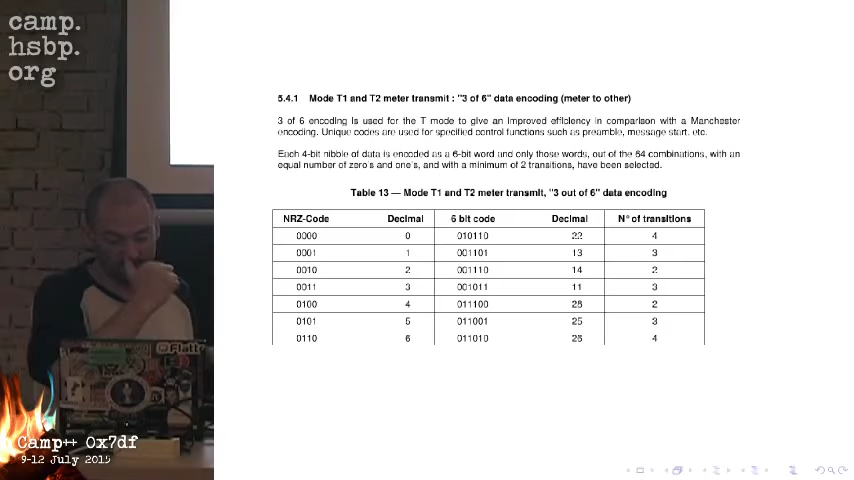 camp.
hsbp.
org
5.4.1 Mode T1 and T2 meter transmit : "3 of 6" data encoding (meter to other)
3 of 6 encoding is used for the T mode to give an improved efficiency in comparison with a Manchester
encoding. Unique codes are used for specified control functions such as preamble, message start. etc.
Each 4-bit nibble of data is encoded as a 6-bit word and only those words, out of the 64 combinations, with an
equal number of zero's and one's, and with a minimum of 2 transitions, have been selected.
Table 13 — Mode T1 and T2 meter transmit, "3 out of 6" data encoding
NRZ-Code Decimal 6 bit code Decimal N° of transitions
0000 0 010110 22 4
0001 1 001101 13 3
0010 2 001110 14 2
0011 3 001011 11 3
0100 4 011100 28 2
0101 5 011001 25 3
0110 6 011010 26 4
Flatt
Camp++ 0x7df
9-12 July 2015